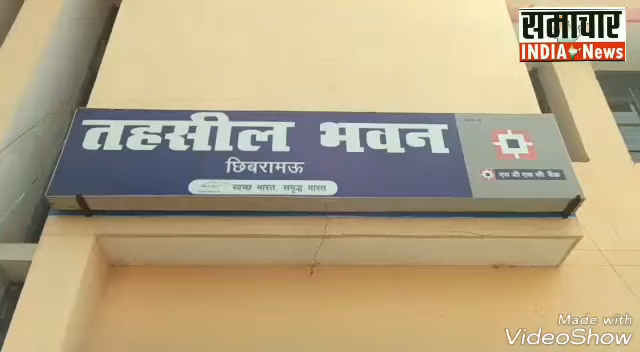 समाचार
INDIA News
तहसील भवन
छिबरामऊ
स्वच्छ भारत, समृद्ध भारत
एच डी एफ सी बैंक
Made with
VideoShow